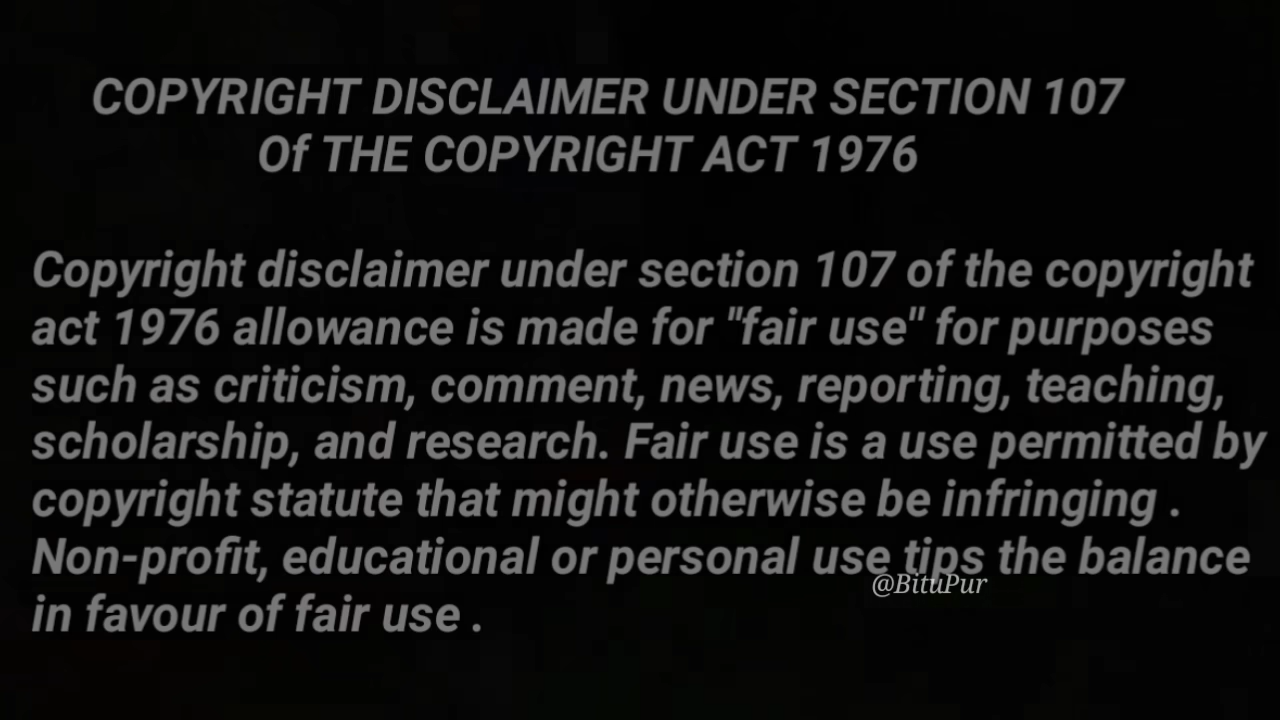 COPYRIGHT DISCLAIMER UNDER SECTION 107
Of THE COPYRIGHT ACT 1976
Copyright disclaimer under section 107 of the copyright
act 1976 allowance is made for "fair use" for purposes
such as criticism, comment, news, reporting, teaching,
scholarship, and research. Fair use is a use permitted by
copyright statute that might otherwise be infringing .
Non-profit, educational or personal use tips the balance
@BituPur
in favour of fair use .